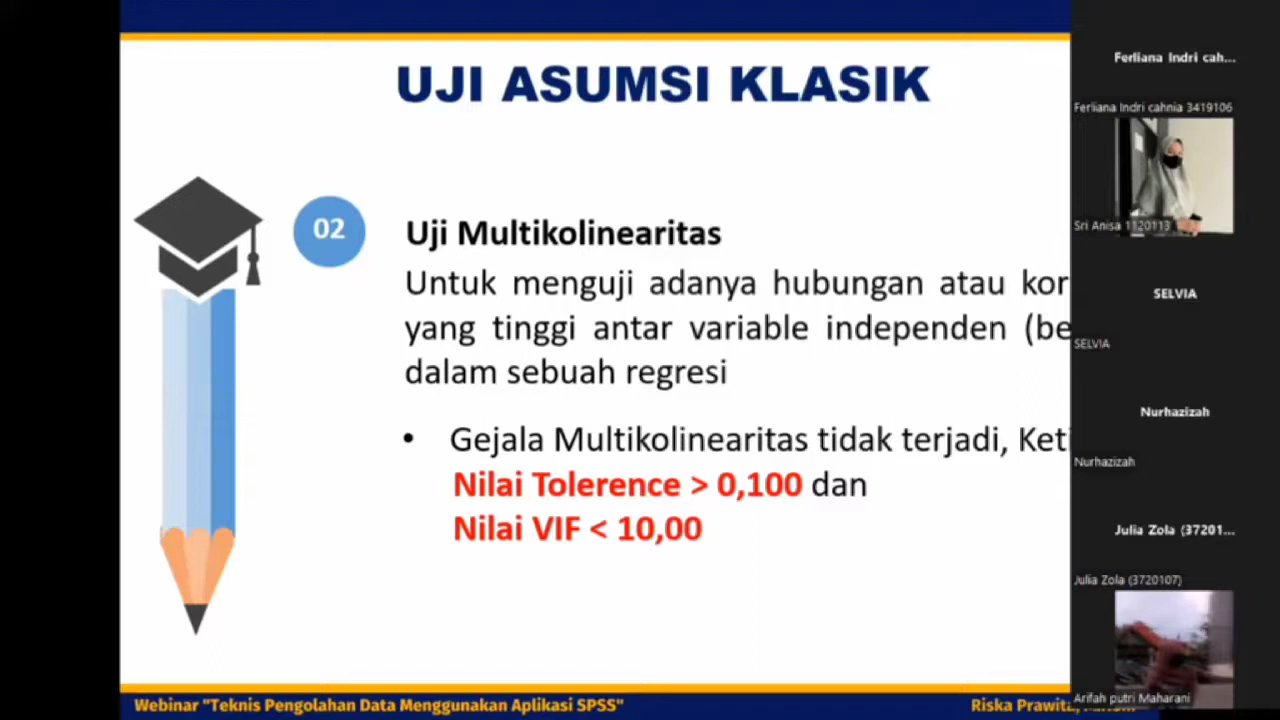 UJI ASUMSI KLASIK
02
Uji Multikolinearitas
Untuk menguji adanya hubungan atau kor
yang tinggi antar variable independen (be
dalam sebuah regresi
• Gejala Multikolinearitas tidak terjadi, Ket
Nilai Tolerence > 0,100 dan
Nilai VIF < 10,00
Webinar "Teknis Pengolahan Data Menggunakan Aplikasi SPSS"
Riska Prawita,
Ferliana Indri cah...
Ferliana Indri cahnia 3419106
Sri Anisa 1120113
SELVIA
SELVIA
Nurhazizah
Nurhazizah
Julia Zola (37201...
Julia Zola (3720107)
Arifah putri Maharani